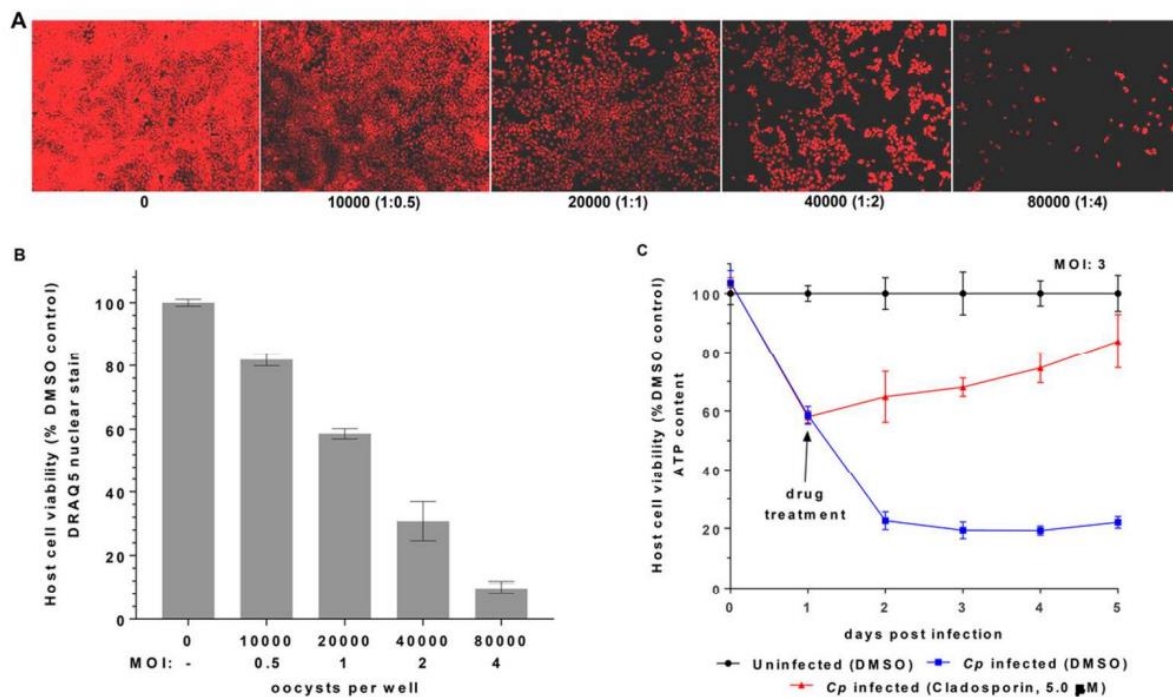 A
0
10000 (1:0.5)
20000 (1:1)
40000 (1:2)
80000 (1:4)
B
Host cell viability (% DMSO control)
DRAQ5 nuclear stain
100
80
60
40
20
0
0 10000 20000 40000 80000
MOI: - 0.5 1 2 4
oocysts per well
C
MOI: 3
Host cell viability (% DMSO control)
ATP content
100
80
60
40
20
0
drug
treatment
0 1 2 3 4 5
days post infection
Uninfected (DMSO) Cp infected (DMSO)
Cp infected (Cladosporin, 5.0 μM)